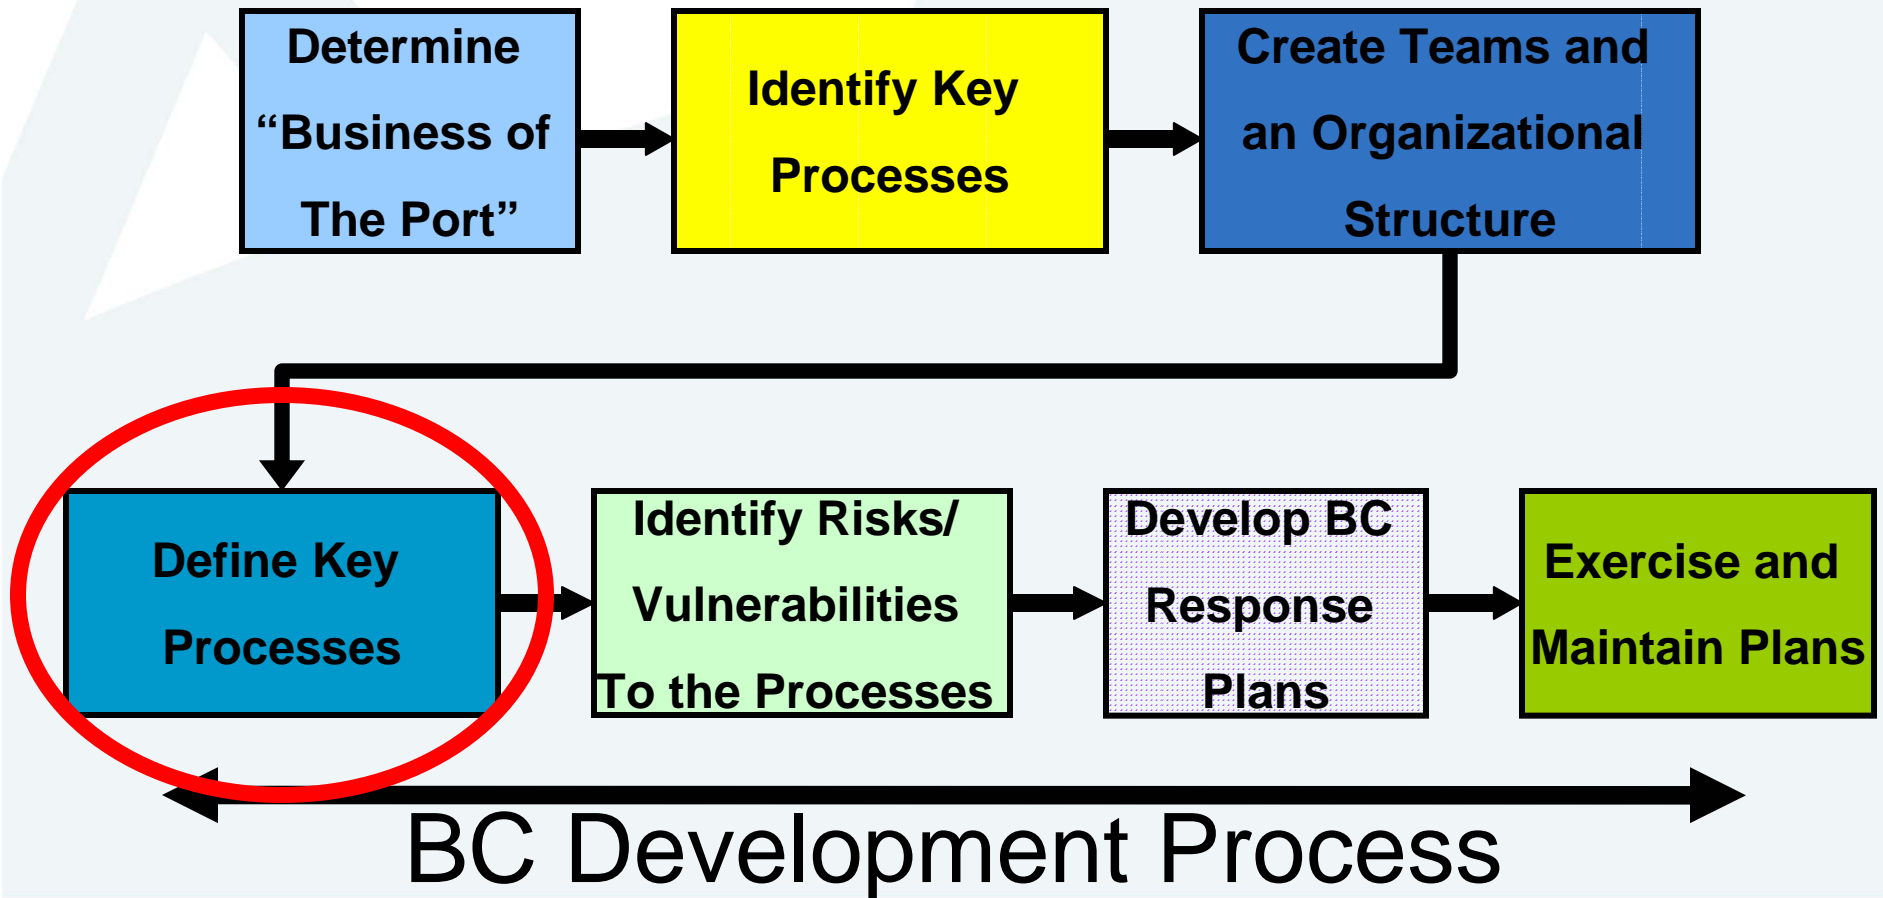 Determine
“Business of
The Port”
Identify Key
Processes
Create Teams and
an Organizational
Structure
Define Key
Processes
Identify Risks/
Vulnerabilities
To the Processes
Develop BC
Response
Plans
Exercise and
Maintain Plans
BC Development Process